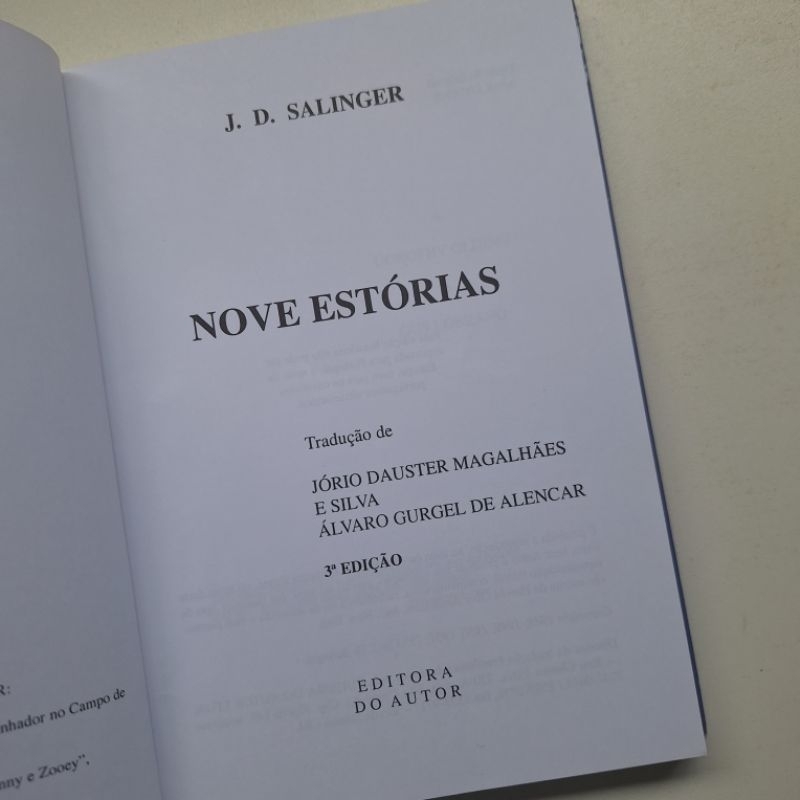 R:
nhador no Campo de
nny e Zooey",
J. D. SALINGER
NOVE ESTÓRIAS
Tradução de
JÓRIO DAUSTER MAGALHÃES
E SILVA
ÁLVARO GURGEL DE ALENCAR
3ª EDIÇÃO
EDITORA
DO AUTOR